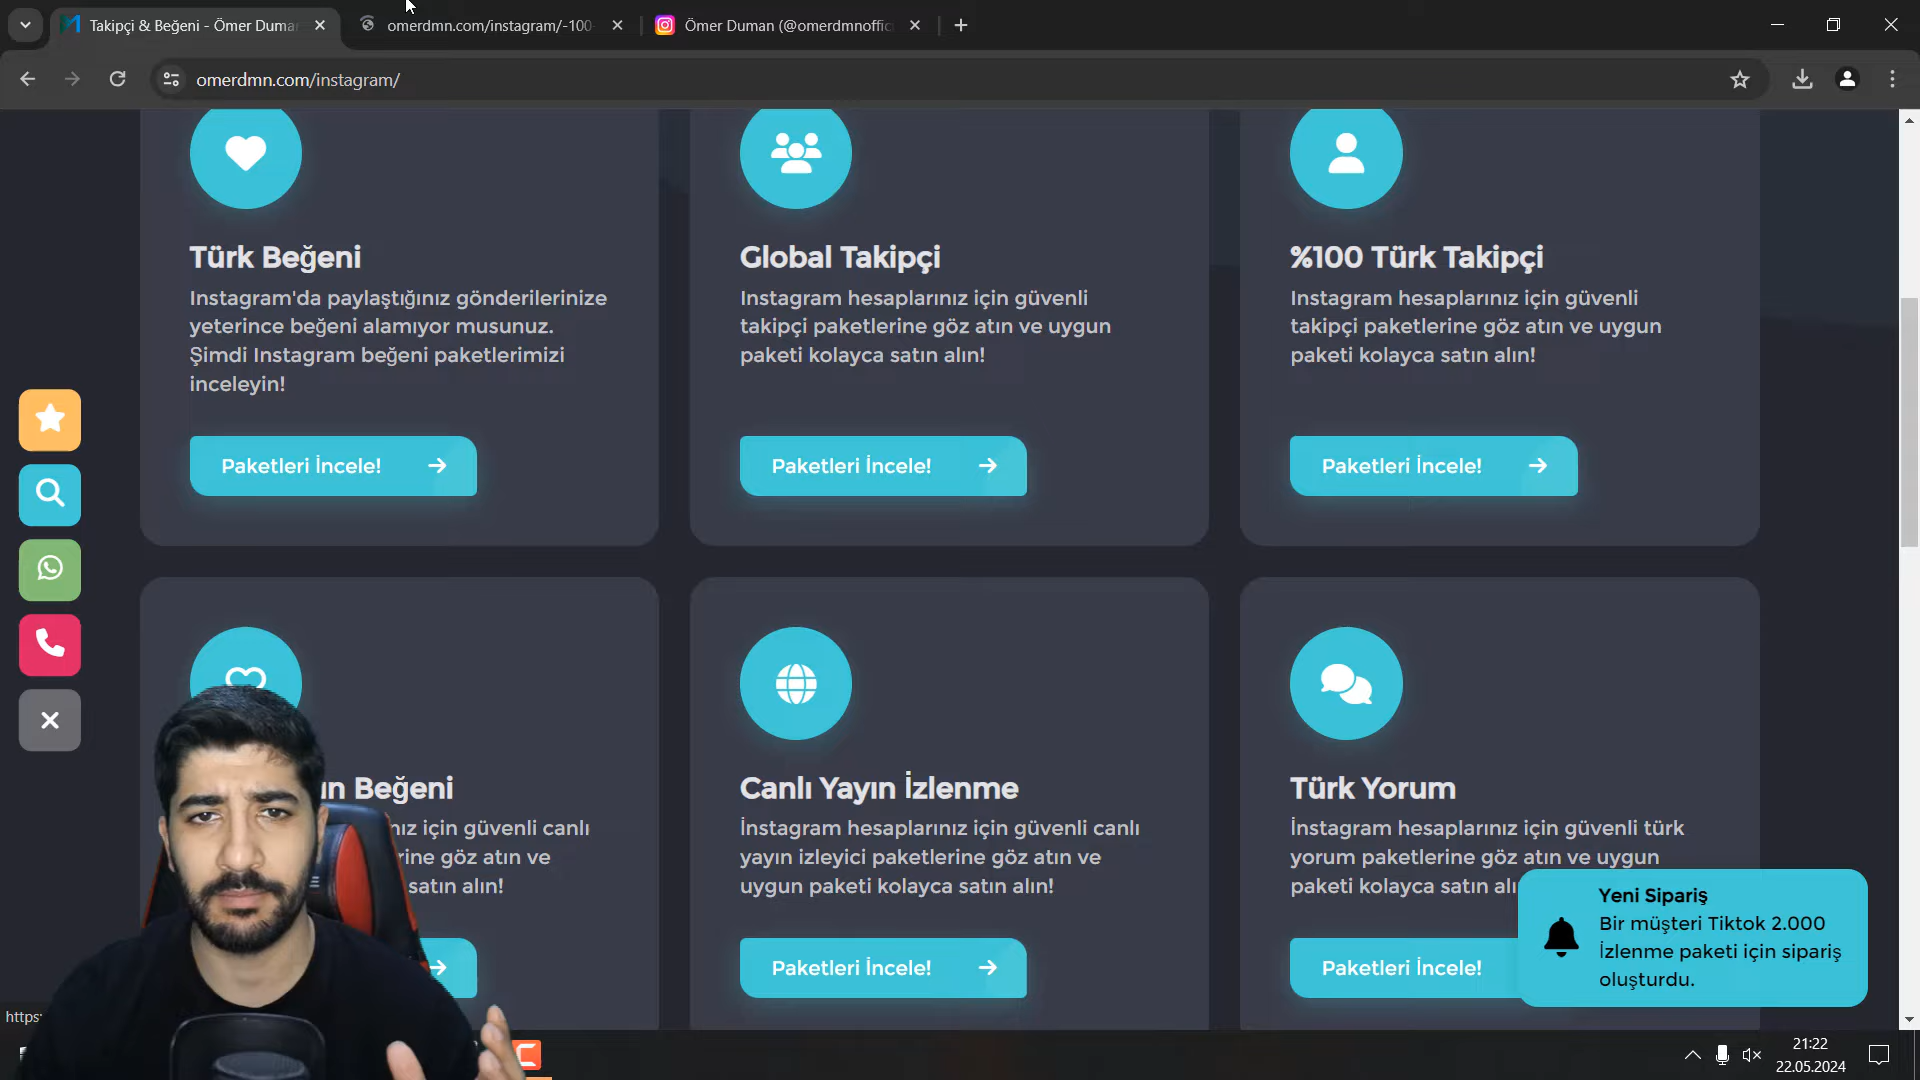 Takipçi & Beğeni - Ömer Duma
omerdmn.com/instagram/-100-
Ömer Duman (@omerdmnoffic
omerdmn.com/instagram/
Türk Beğeni
Instagram'da paylaştığınız gönderilerinize
yeterince beğeni alamıyor musunuz.
Şimdi Instagram beğeni paketlerimizi
inceleyin!
Paketleri İncele!
Global Takipçi
Instagram hesaplarınız için güvenli
takipçi paketlerine göz atın ve uygun
paketi kolayca satın alın!
Paketleri İncele!
%100 Türk Takipçi
Instagram hesaplarınız için güvenli
takipçi paketlerine göz atın ve uygun
paketi kolayca satın alın!
Paketleri İncele!
ın Beğeni
nız için güvenli canlı
rine göz atın ve
satın alın!
Canlı Yayın İzlenme
İnstagram hesaplarınız için güvenli canlı
yayın izleyici paketlerine göz atın ve
uygun paketi kolayca satın alın!
Paketleri İncele!
Türk Yorum
İnstagram hesaplarınız için güvenli türk
yorum paketlerine göz atın ve uygun
paketi kolayca satın alı
Paketleri İncele!
Yeni Sipariş
Bir müşteri Tiktok 2.000
İzlenme paketi için sipariş
oluşturdu.
https:
21:22
22.05.2024